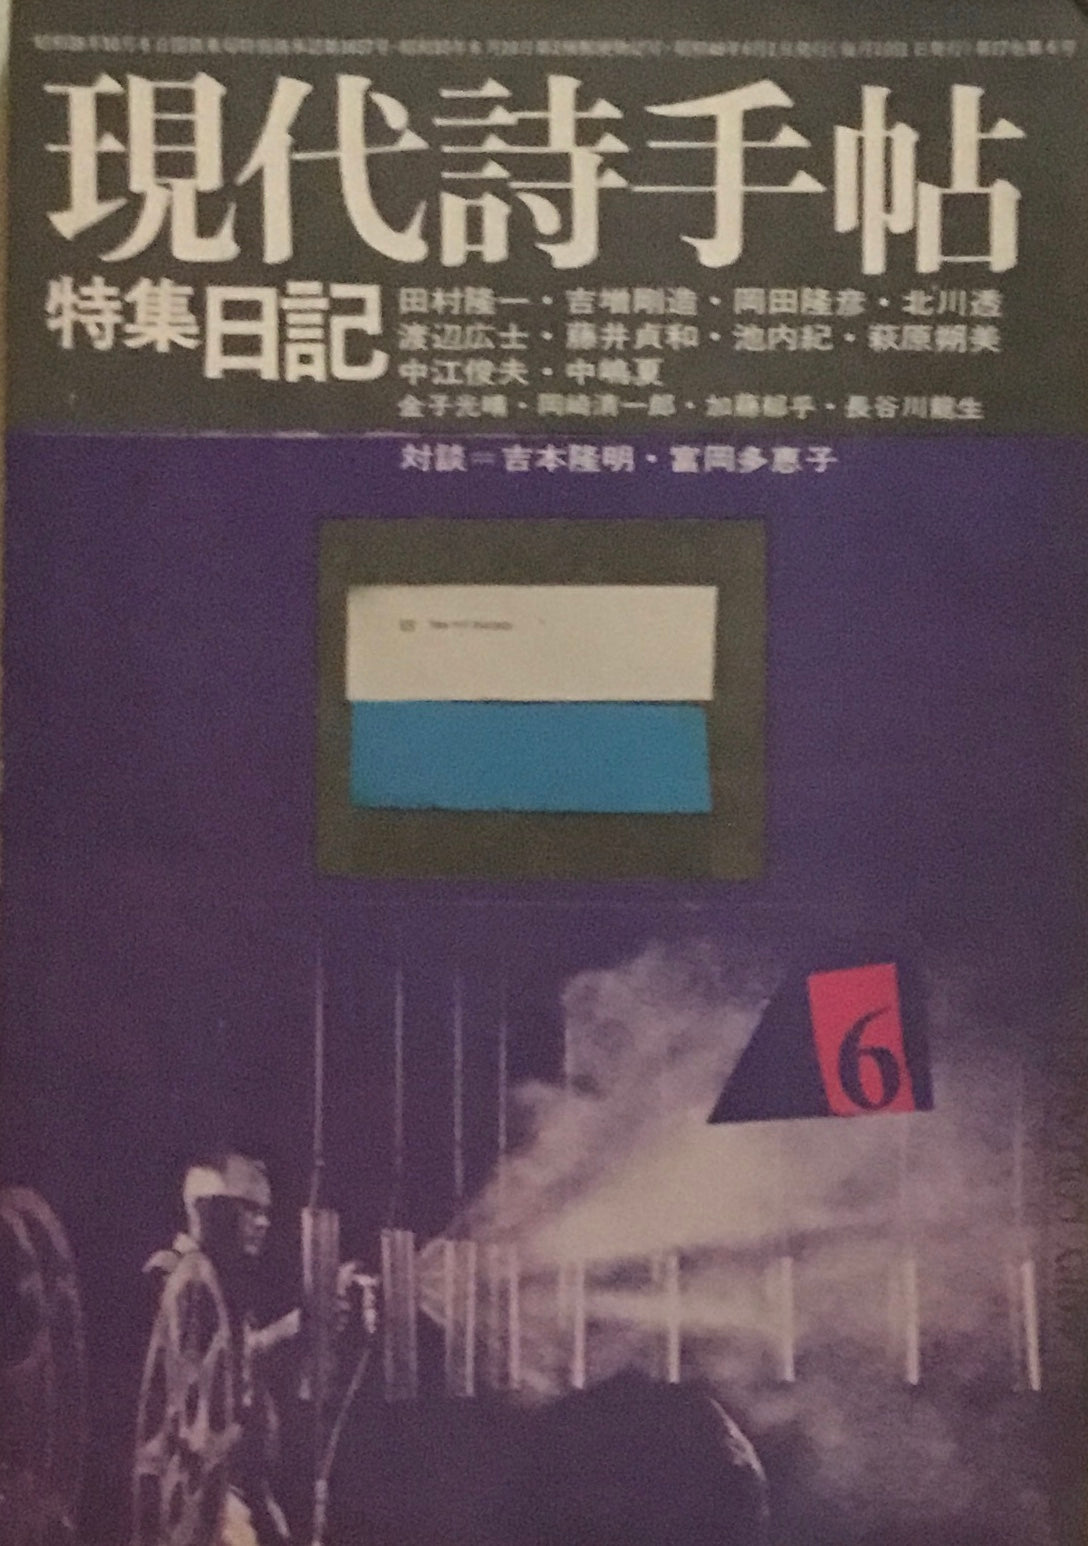 現代詩手帖
特集日記
田村隆一・吉増剛造・岡田隆彦・北川透
渡辺広士・藤井貞和・池内紀・萩原朔美
中江俊夫・中嶋夏
金子光晴・岡崎清一郎・加藤郁乎・長谷川龍生
対談=吉本隆明・富岡多恵子
6